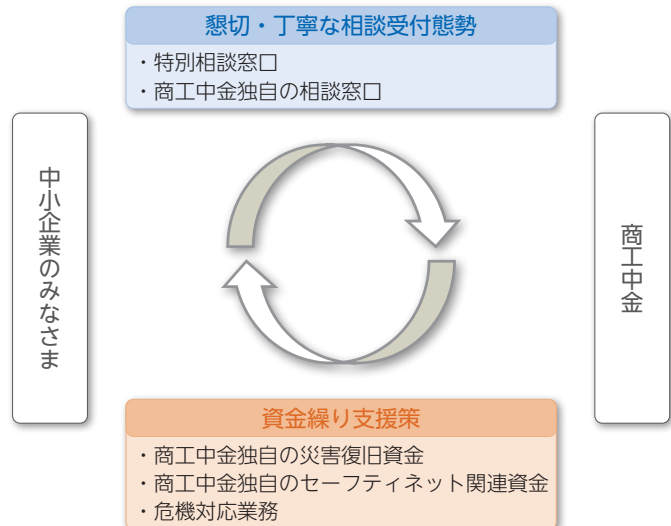 懇切・丁寧な相談受付態勢
・特別相談窓口
・商工中金独自の相談窓口
中小企業のみなさま
商工中金
資金繰り支援策
・商工中金独自の災害復旧資金
・商工中金独自のセーフティネット関連資金
・危機対応業務